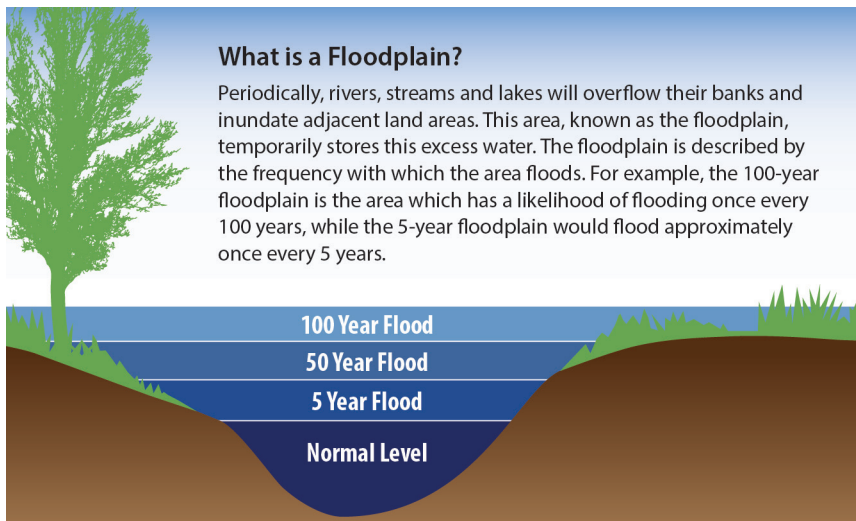 What is a Floodplain?
Periodically, rivers, streams and lakes will overflow their banks and
inundate adjacent land areas. This area, known as the floodplain,
temporarily stores this excess water. The floodplain is described by
the frequency with which the area floods. For example, the 100-year
floodplain is the area which has a likelihood of flooding once every
100 years, while the 5-year floodplain would flood approximately
once every 5 years.
100 Year Flood
50 Year Flood
5 Year Flood
Normal Level